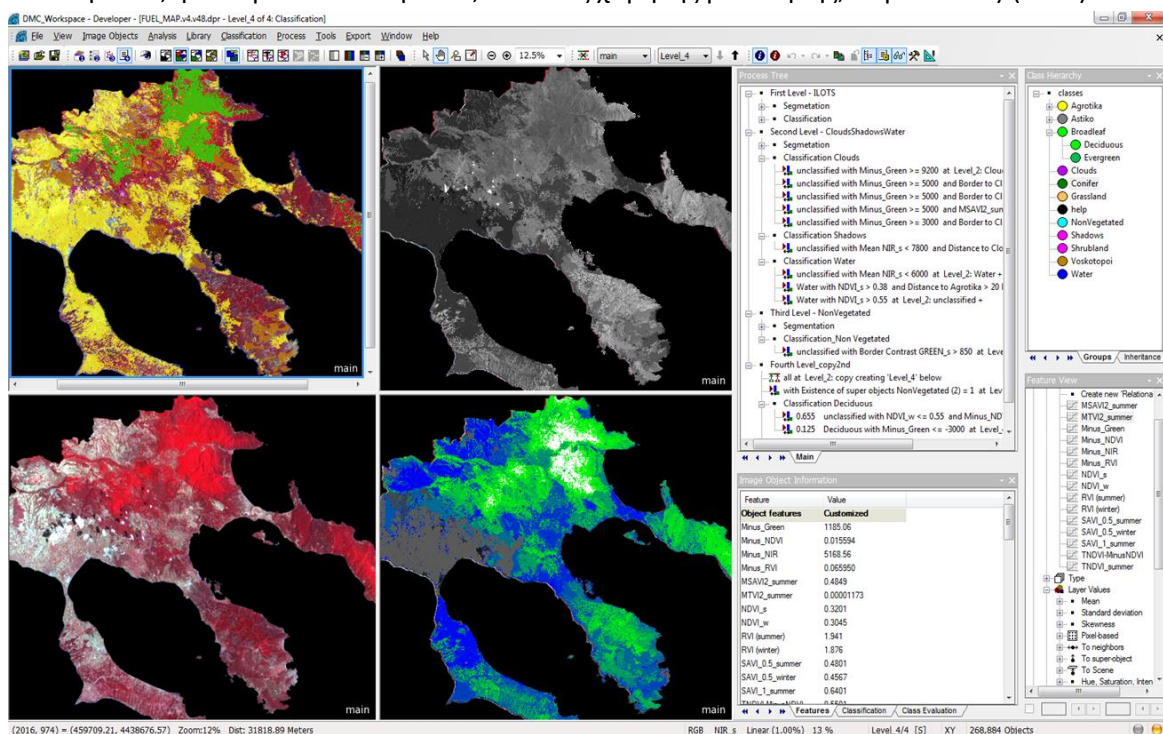 DMC_Workspace - Developer - [FUEL_MAP.v4.v48.dpr - Level_4 of 4: Classification]
File View Image Objects Analysis Library Classification Process Tools Export Window Help
12.5% main Level_4
main
main
main
main
Process Tree
First Level - ILOTS
Segmetation
Classification
Second Level - CloudsShadowsWater
Segmentation
Classification Clouds
unclassified with Minus_Green >= 9200 at Level_2: Clou
unclassified with Minus_Green >= 5000 and Border to Cl
unclassified with Minus_Green >= 5000 and Border to Cl
unclassified with Minus_Green >= 5000 and MSAVI2_sun
unclassified with Minus_Green >= 3000 and Border to Cl
Classification Shadows
unclassified with Mean NIR_s < 7800 and Distance to Clo
Classification Water
unclassified with Mean NIR_s < 6000 at Level_2: Water +
Water with NDVI_s > 0.38 and Distance to Agrotika > 20
Water with NDVI_s > 0.55 at Level_2: unclassified +
Third Level - NonVegetated
Segmentation
Classification_Non Vegetated
unclassified with Border Contrast GREEN_s > 850 at Leve
Fourth Level_copy2nd
all at Level_2: copy creating 'Level_4' below
with Existence of super objects NonVegetated (2) = 1 at Lev
Classification Deciduous
0.655 unclassified with NDVI_w <= 0.55 and Minus_ND
0.125 Deciduous with Minus_Green <= -3000 at Level_
Main
Class Hierarchy
classes
Agrotika
Astiko
Broadleaf
Deciduous
Evergreen
Clouds
Conifer
Grassland
help
NonVegetated
Shadows
Shrubland
Voskotopoi
Water
Groups Inheritance
Image Object Information
Feature Value
Object features Customized
Minus_Green 1185.06
Minus_NDVI 0.015594
Minus_NIR 5168.56
Minus_RVI 0.065950
MSAVI2_summer 0.4849
MTVI2_summer 0.00001173
NDVI_s 0.3201
NDVI_w 0.3045
RVI (summer) 1.941
RVI (winter) 1.876
SAVI_0.5_summer 0.4801
SAVI_0.5_winter 0.4567
SAVI_1_summer 0.6401
Features Classification Class Evaluation
Feature View
Create new 'Relationa
MSAVI2_summer
MTVI2_summer
Minus_Green
Minus_NDVI
Minus_NIR
Minus_RVI
NDVI_s
NDVI_w
RVI (summer)
RVI (winter)
SAVI_0.5_summer
SAVI_0.5_winter
SAVI_1_summer
TNDVI-MinusNDVI
TNDVI_summer
Type
Layer Values
Mean
Standard deviation
Skewness
Pixel-based
To neighbors
To super-object
To Scene
Hue, Saturation, Inten
(2016, 974) = (459709.21, 4438676.57) Zoom:12% Dist: 31818.89 Meters RGB NIR_s Linear (1.00%) 13 % Level_4/4 [S] XY 268,884 Objects